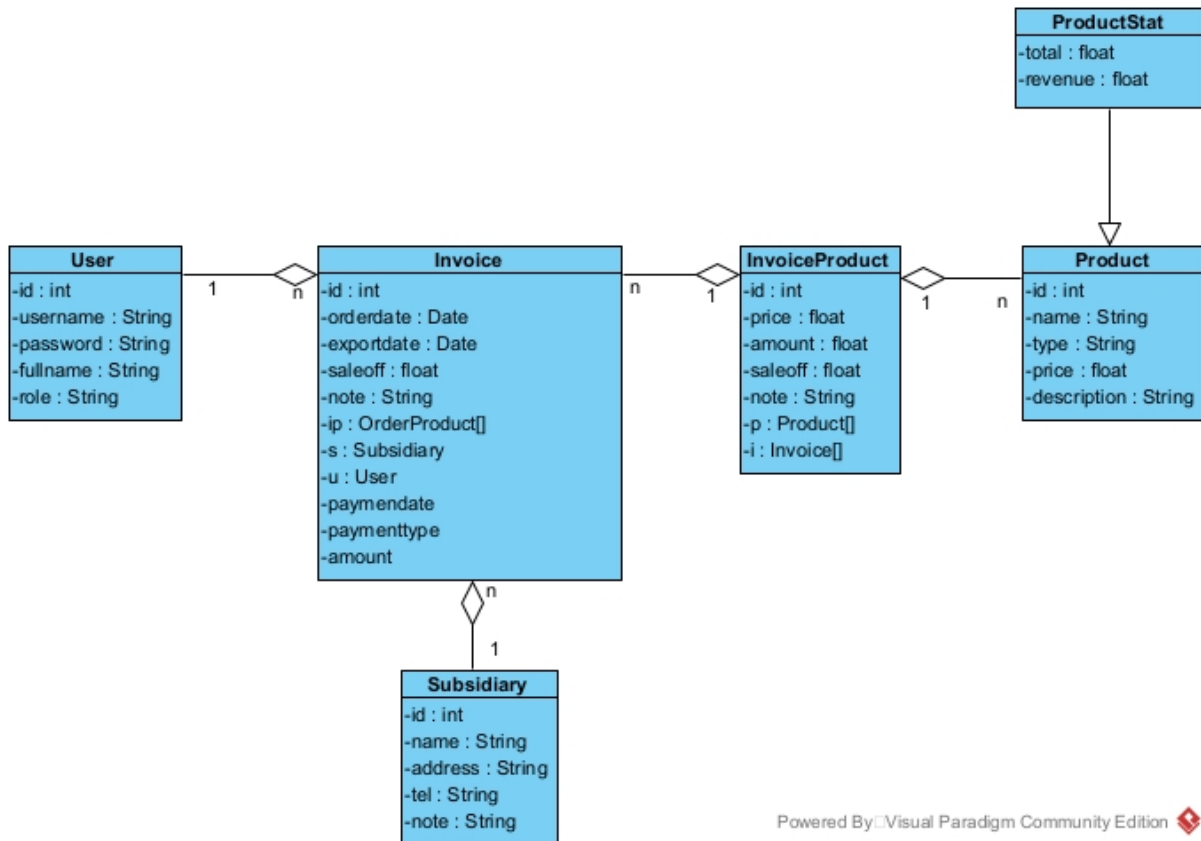 ProductStat
-total : float
-revenue : float
User
-id : int
-username : String
-password : String
-fullname : String
-role : String
1
n
Invoice
-id : int
-orderdate : Date
-exportdate : Date
-saleoff : float
-note : String
-ip : OrderProduct[]
-s : Subsidiary
-u : User
-paymendate
-paymenttype
-amount
n
1
InvoiceProduct
-id : int
-price : float
-amount : float
-saleoff : float
-note : String
-p : Product[]
-i : Invoice[]
1
n
Product
-id : int
-name : String
-type : String
-price : float
-description : String
n
1
Subsidiary
-id : int
-name : String
-address : String
-tel : String
-note : String
Powered By Visual Paradigm Community Edition